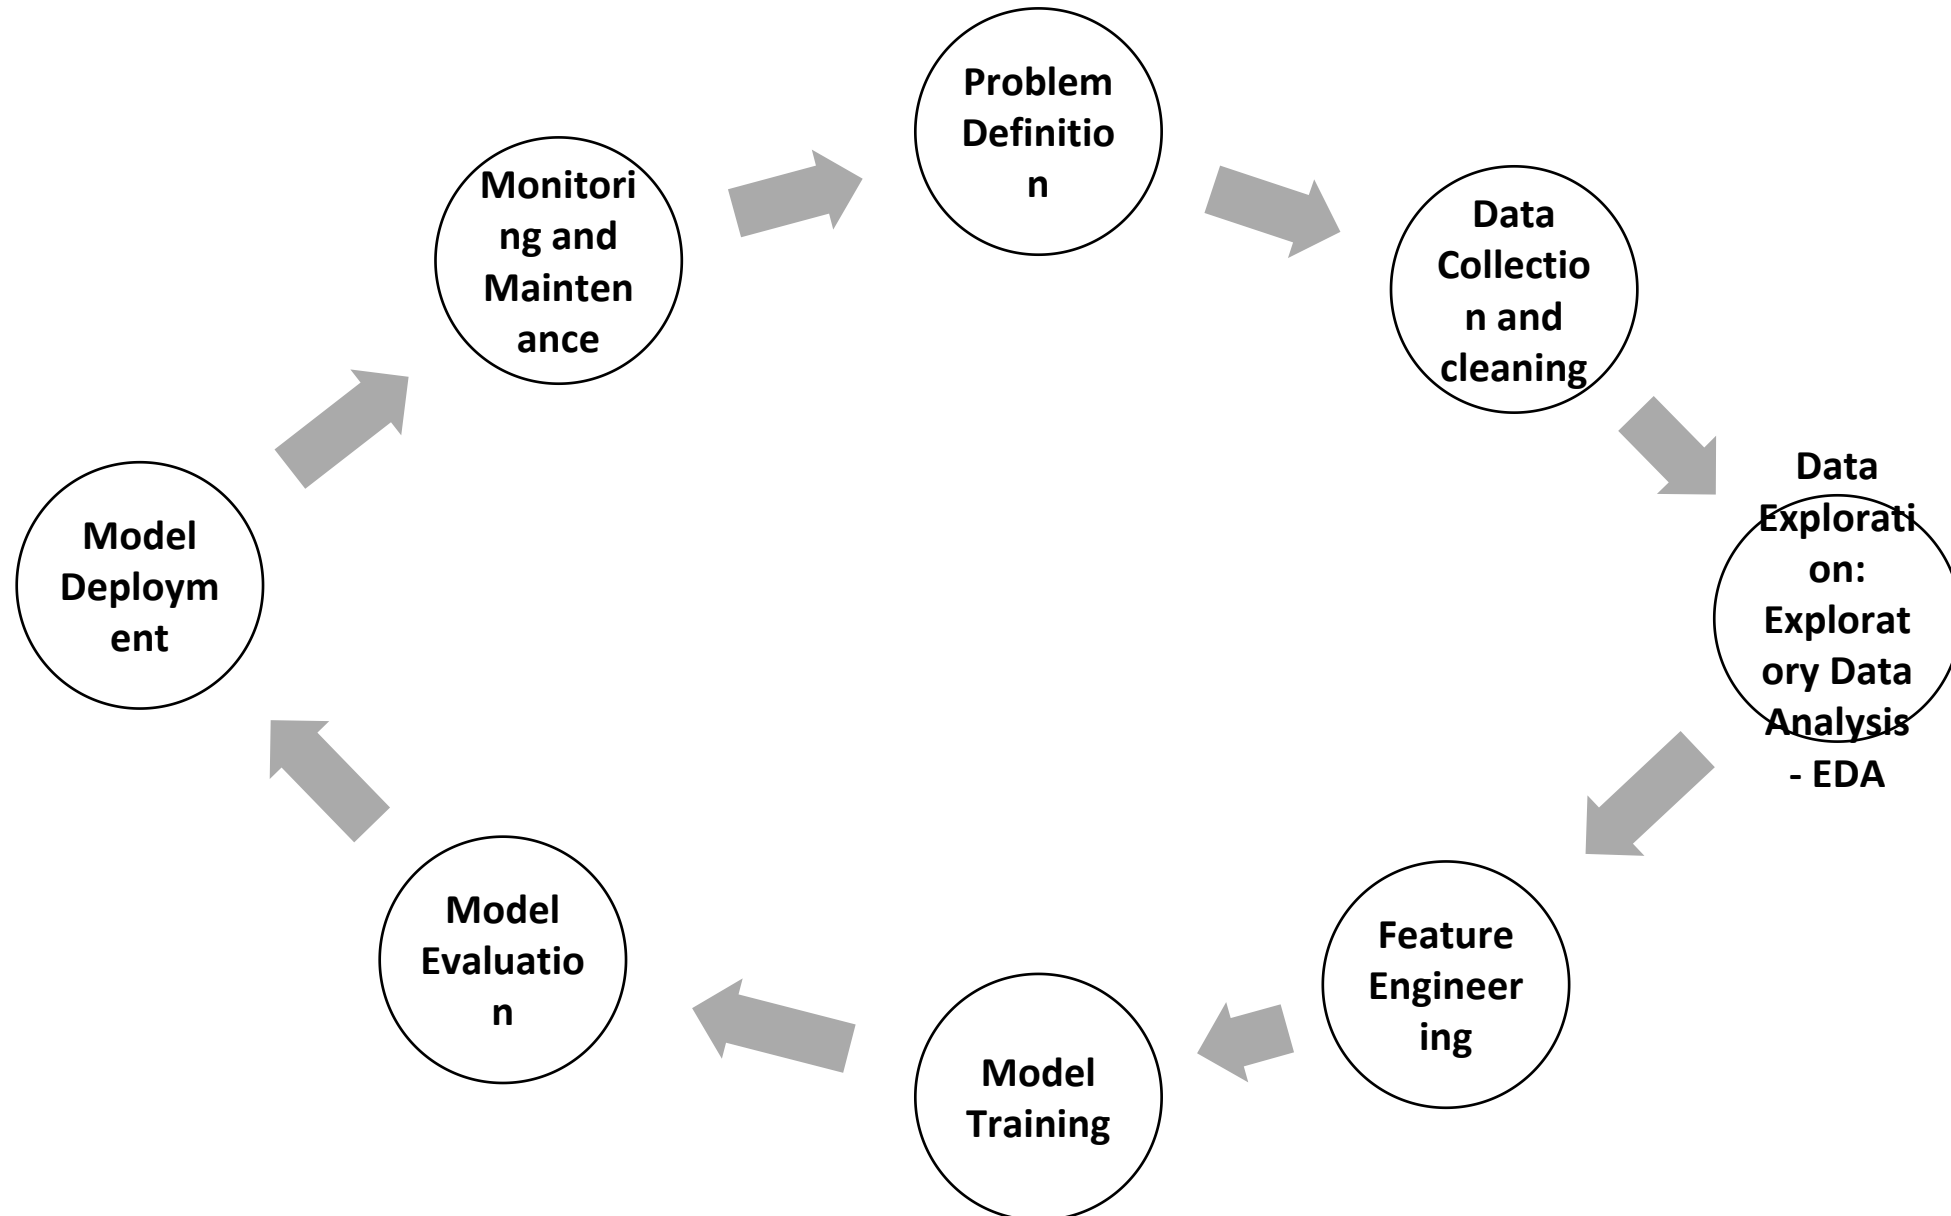 Problem
Definitio
n
Data
Collectio
n and
cleaning
Data
Explorati
on:
Explorat
ory Data
Analysis
- EDA
Feature
Engineer
ing
Model
Training
Model
Evaluatio
n
Model
Deploym
ent
Monitori
ng and
Mainten
ance